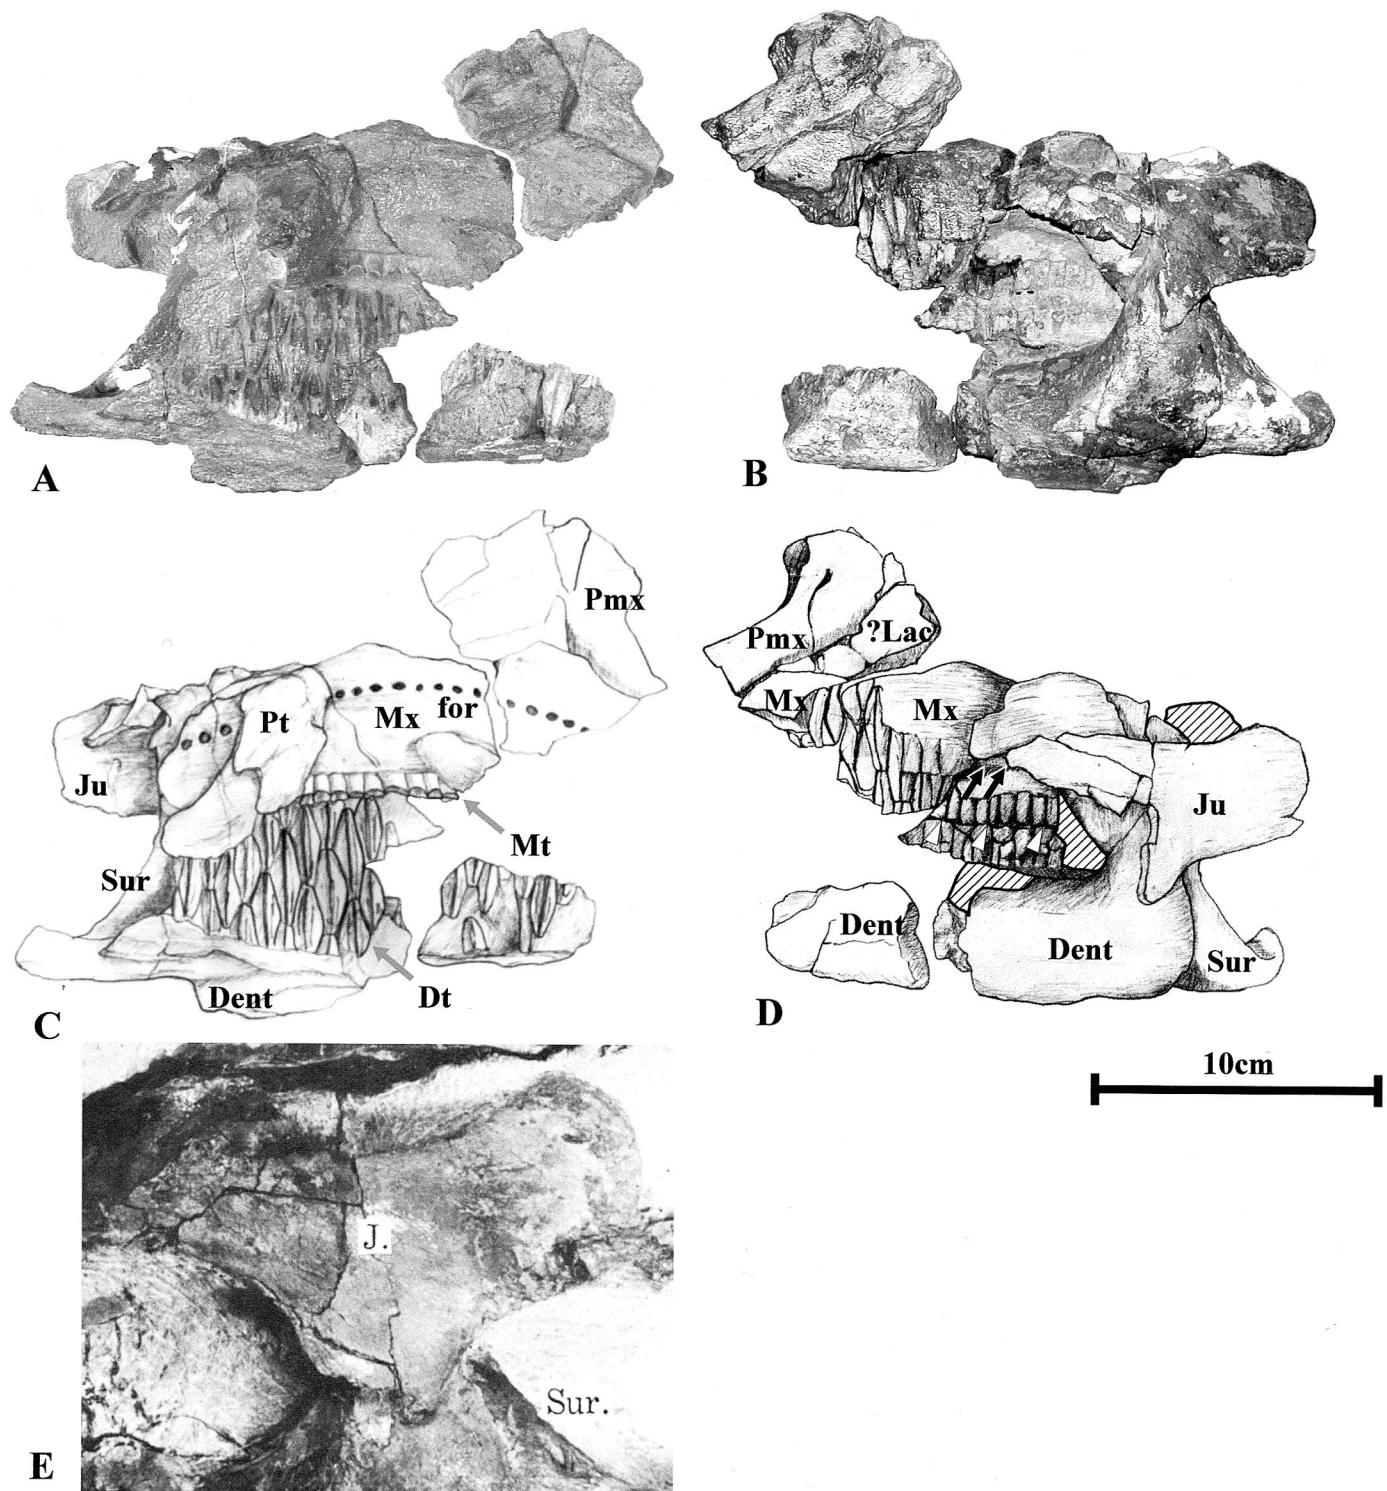 A
B
Pmx
Pt
Mx
for
Ju
Mt
Sur
Dent
Dt
C
Pmx
?Lac
Mx
Mx
Ju
Dent
Dent
Sur
D
10cm
J.
Sur.
E